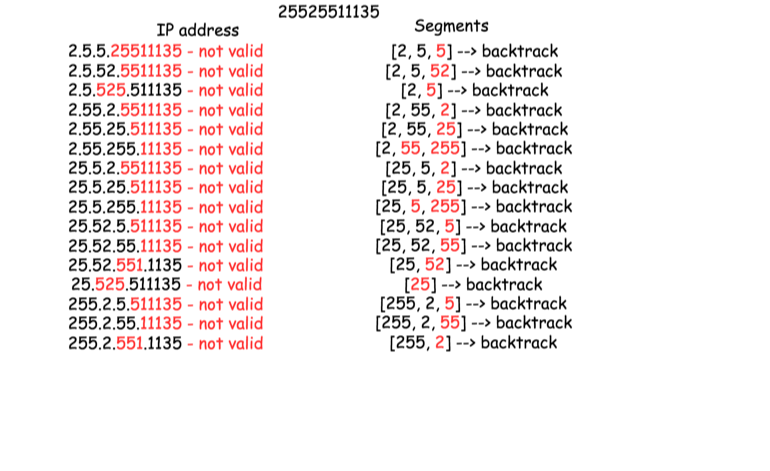 25525511135
IP address Segments
2.5.5.25511135 - not valid [2, 5, 5] --> backtrack
2.5.52.5511135 - not valid [2, 5, 52] --> backtrack
2.5.525.511135 - not valid [2, 5] --> backtrack
2.55.2.5511135 - not valid [2, 55, 2] --> backtrack
2.55.25.511135 - not valid [2, 55, 25] --> backtrack
2.55.255.11135 - not valid [2, 55, 255] --> backtrack
25.5.2.5511135 - not valid [25, 5, 2] --> backtrack
25.5.25.511135 - not valid [25, 5, 25] --> backtrack
25.5.255.11135 - not valid [25, 5, 255] --> backtrack
25.52.5.511135 - not valid [25, 52, 5] --> backtrack
25.52.55.11135 - not valid [25, 52, 55] --> backtrack
25.52.551.1135 - not valid [25, 52] --> backtrack
25.525.511135 - not valid [25] --> backtrack
255.2.5.511135 - not valid [255, 2, 5] --> backtrack
255.2.55.11135 - not valid [255, 2, 55] --> backtrack
255.2.551.1135 - not valid [255, 2] --> backtrack